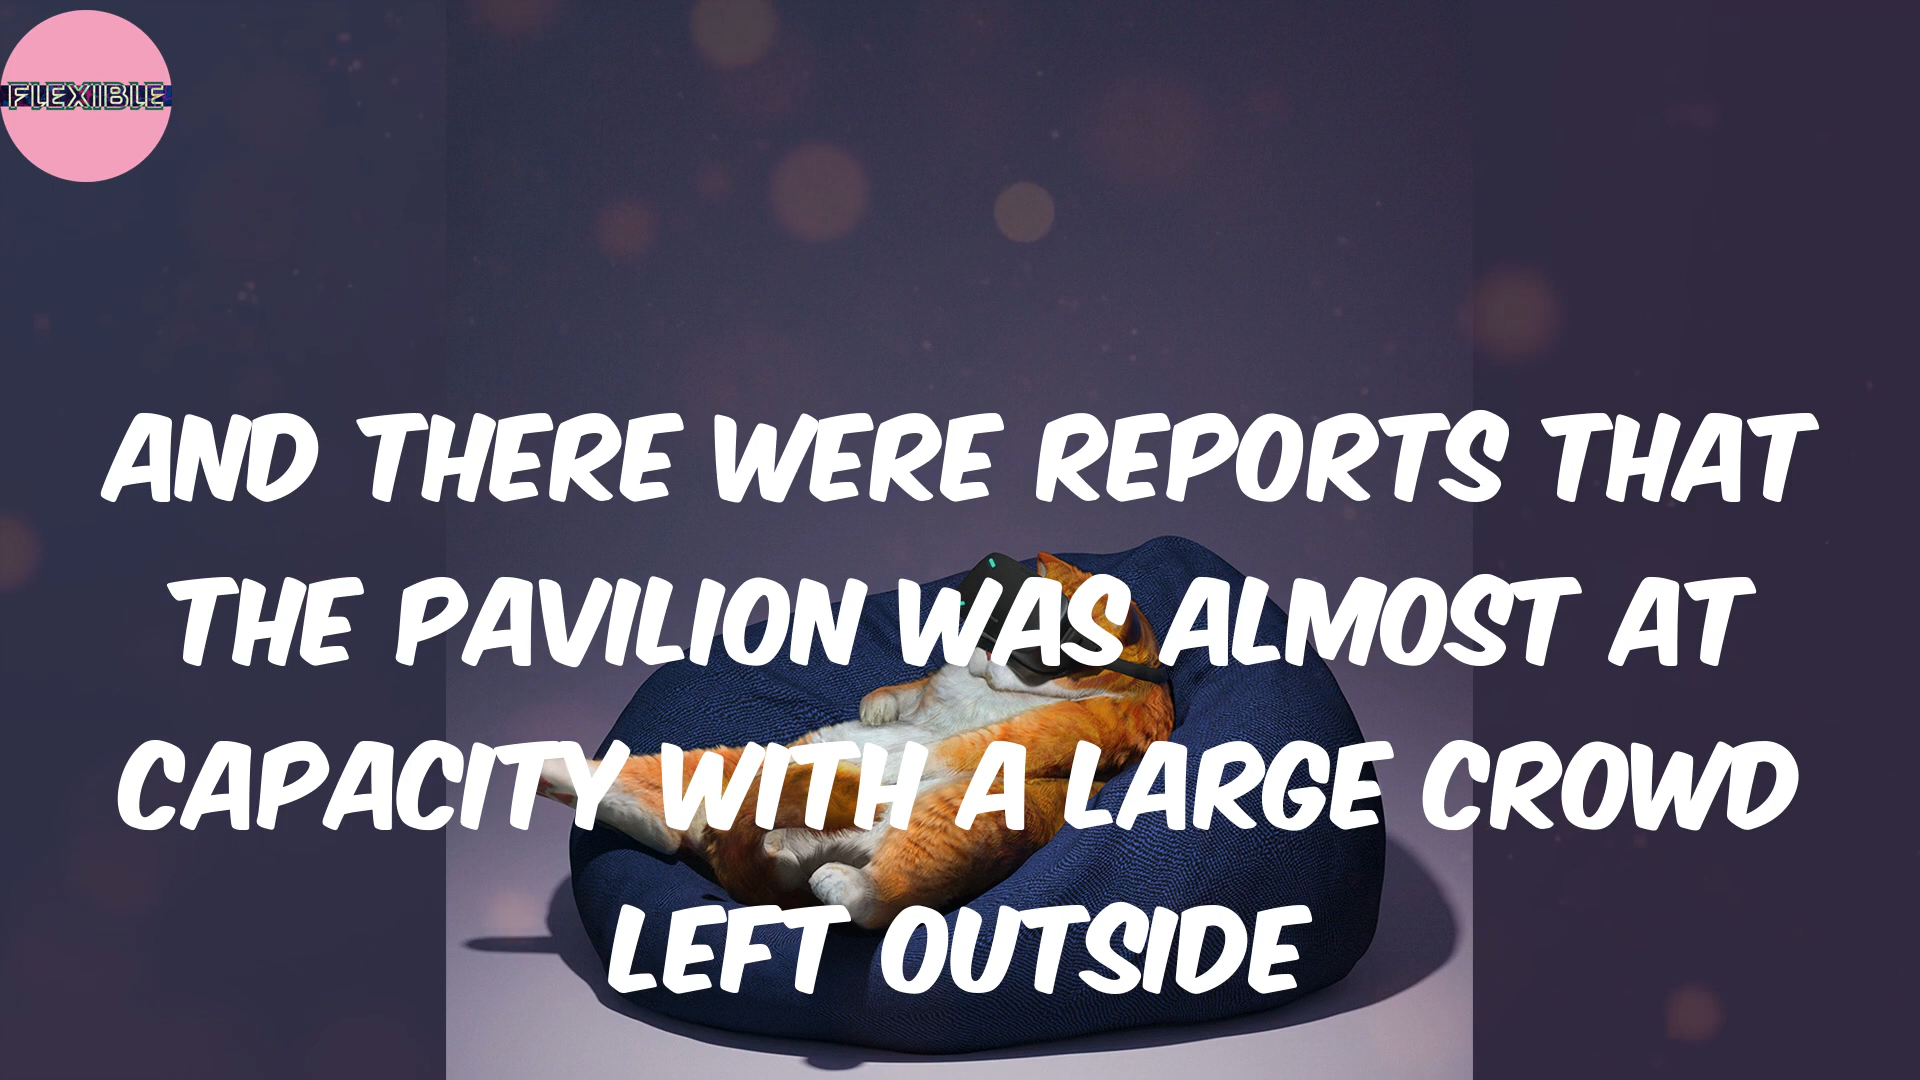 FLEXIBLE
AND THERE WERE REPORTS THAT
THE PAVILION WAS ALMOST AT
CAPACITY WITH A LARGE CROWD
LEFT OUTSIDE